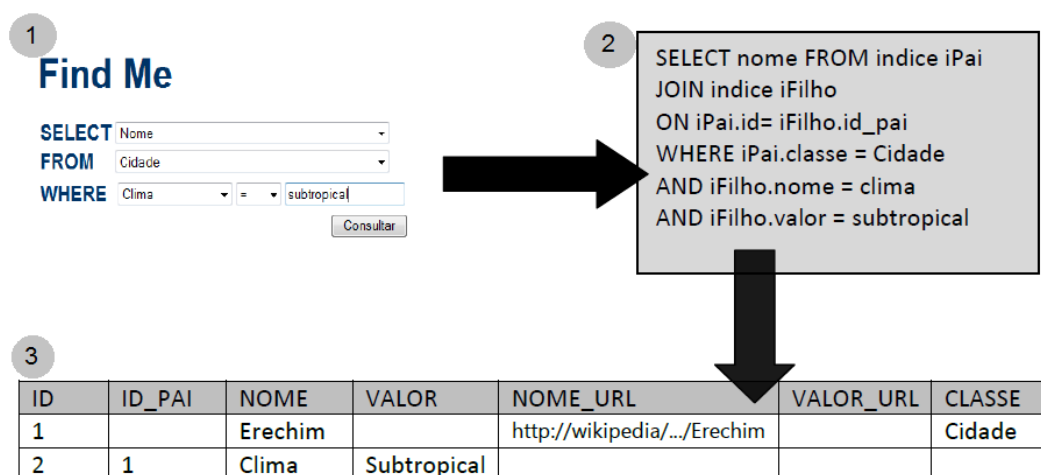 1
Find Me
SELECT Nome
FROM Cidade
WHERE Clima = subtropical
Consultar
2
SELECT nome FROM indice iPai
JOIN indice iFilho
ON iPai.id= iFilho.id_pai
WHERE iPai.classe = Cidade
AND iFilho.nome = clima
AND iFilho.valor = subtropical
3
ID ID_PAI NOME VALOR NOME_URL VALOR_URL CLASSE
1 Erechim http://wikipedia/.../Erechim Cidade
2 1 Clima Subtropical